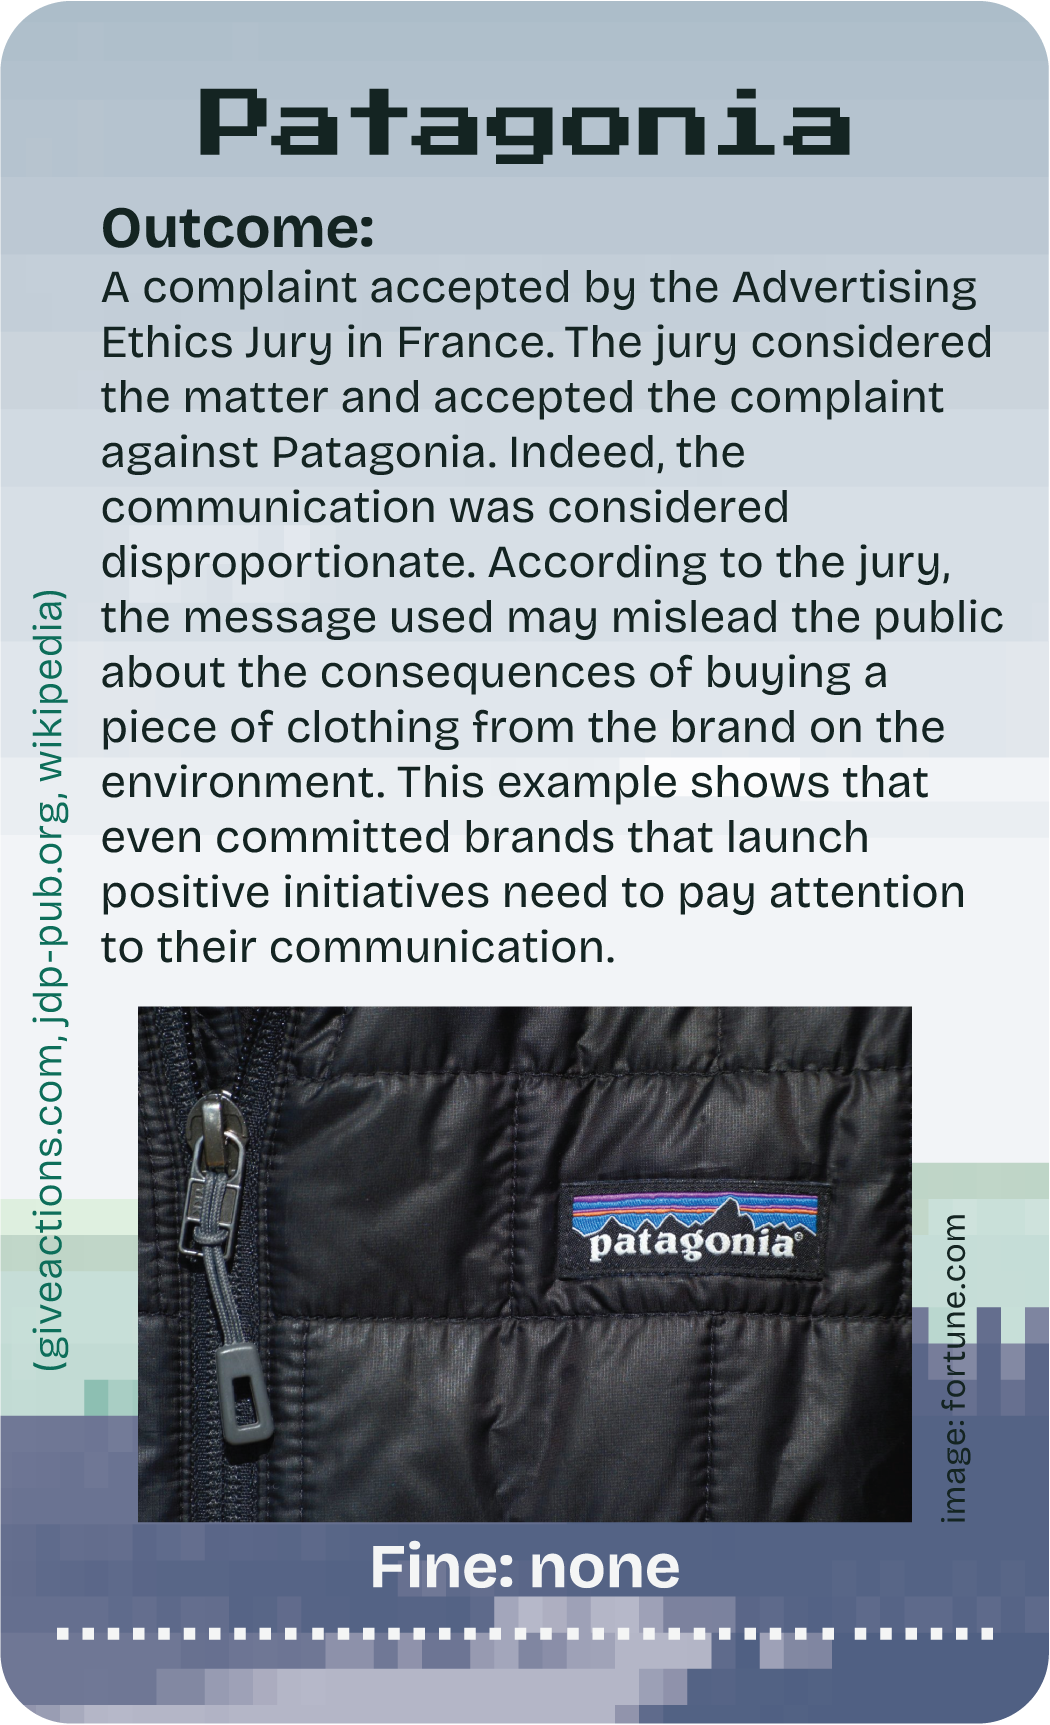 Patagonia
Outcome:
A complaint accepted by the Advertising
Ethics Jury in France. The jury considered
the matter and accepted the complaint
against Patagonia. Indeed, the
communication was considered
disproportionate. According to the jury,
the message used may mislead the public
about the consequences of buying a
piece of clothing from the brand on the
environment. This example shows that
even committed brands that launch
positive initiatives need to pay attention
to their communication.
(giveactions.com, jdp-pub.org, wikipedia)
patagonia®
image: fortune.com
Fine: none